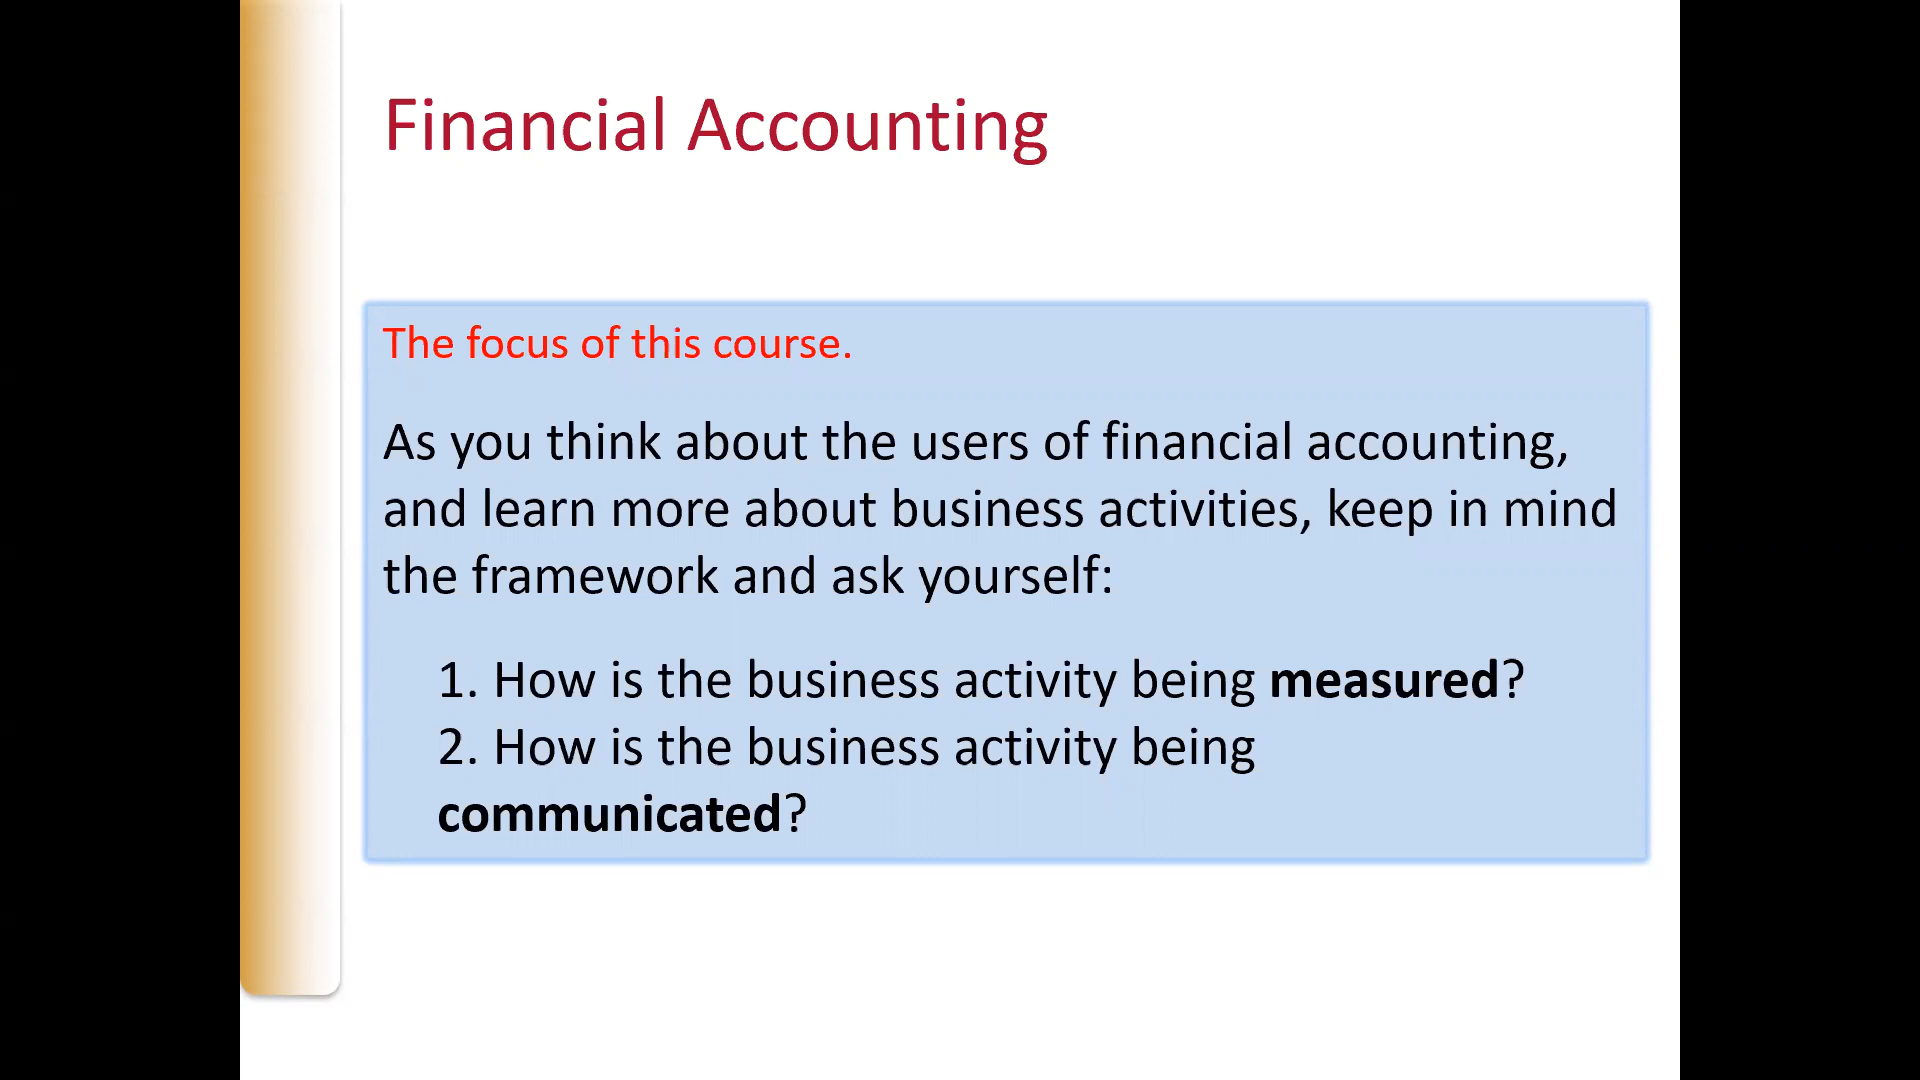 Financial Accounting
The focus of this course.
As you think about the users of financial accounting,
and learn more about business activities, keep in mind
the framework and ask yourself:
1. How is the business activity being measured?
2. How is the business activity being
communicated?